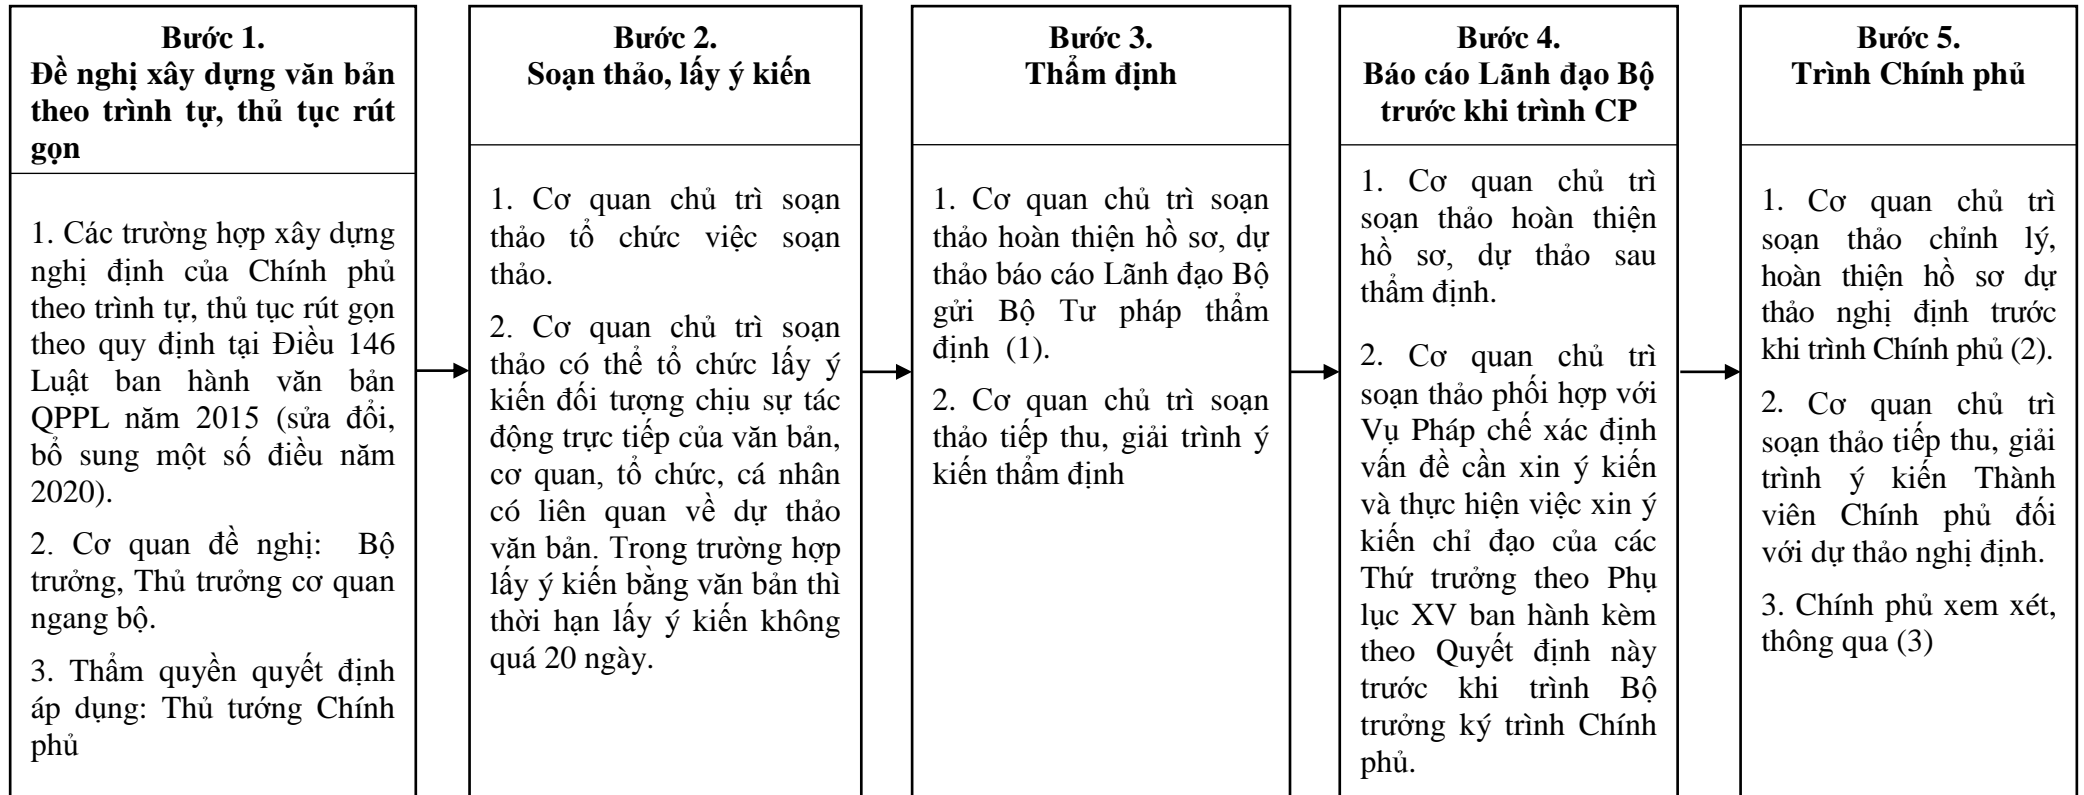 Bước 1.
Đề nghị xây dựng văn bản
theo trình tự, thủ tục rút
gọn
1. Các trường hợp xây dựng
nghị định của Chính phủ
theo trình tự, thủ tục rút gọn
theo quy định tại Điều 146
Luật ban hành văn bản
QPPL năm 2015 (sửa đổi,
bổ sung một số điều năm
2020).
2. Cơ quan đề nghị: Bộ
trưởng, Thủ trưởng cơ quan
ngang bộ.
3. Thẩm quyền quyết định
áp dụng: Thủ tướng Chính
phủ
Bước 2.
Soạn thảo, lấy ý kiến
1. Cơ quan chủ trì soạn
thảo tổ chức việc soạn
thảo.
2. Cơ quan chủ trì soạn
thảo có thể tổ chức lấy ý
kiến đối tượng chịu sự tác
động trực tiếp của văn bản,
cơ quan, tổ chức, cá nhân
có liên quan về dự thảo
văn bản. Trong trường hợp
lấy ý kiến bằng văn bản thì
thời hạn lấy ý kiến không
quá 20 ngày.
Bước 3.
Thẩm định
1. Cơ quan chủ trì soạn
thảo hoàn thiện hồ sơ, dự
thảo báo cáo Lãnh đạo Bộ
gửi Bộ Tư pháp thẩm
định (1).
2. Cơ quan chủ trì soạn
thảo tiếp thu, giải trình ý
kiến thẩm định
Bước 4.
Báo cáo Lãnh đạo Bộ
trước khi trình CP
1. Cơ quan chủ trì
soạn thảo hoàn thiện
hồ sơ, dự thảo sau
thẩm định.
2. Cơ quan chủ trì
soạn thảo phối hợp với
Vụ Pháp chế xác định
vấn đề cần xin ý kiến
và thực hiện việc xin ý
kiến chỉ đạo của các
Thứ trưởng theo Phụ
lục XV ban hành kèm
theo Quyết định này
trước khi trình Bộ
trưởng ký trình Chính
phủ.
Bước 5.
Trình Chính phủ
1. Cơ quan chủ trì
soạn thảo chỉnh lý,
hoàn thiện hồ sơ dự
thảo nghị định trước
khi trình Chính phủ (2).
2. Cơ quan chủ trì
soạn thảo tiếp thu, giải
trình ý kiến Thành
viên Chính phủ đối
với dự thảo nghị định.
3. Chính phủ xem xét,
thông qua (3)